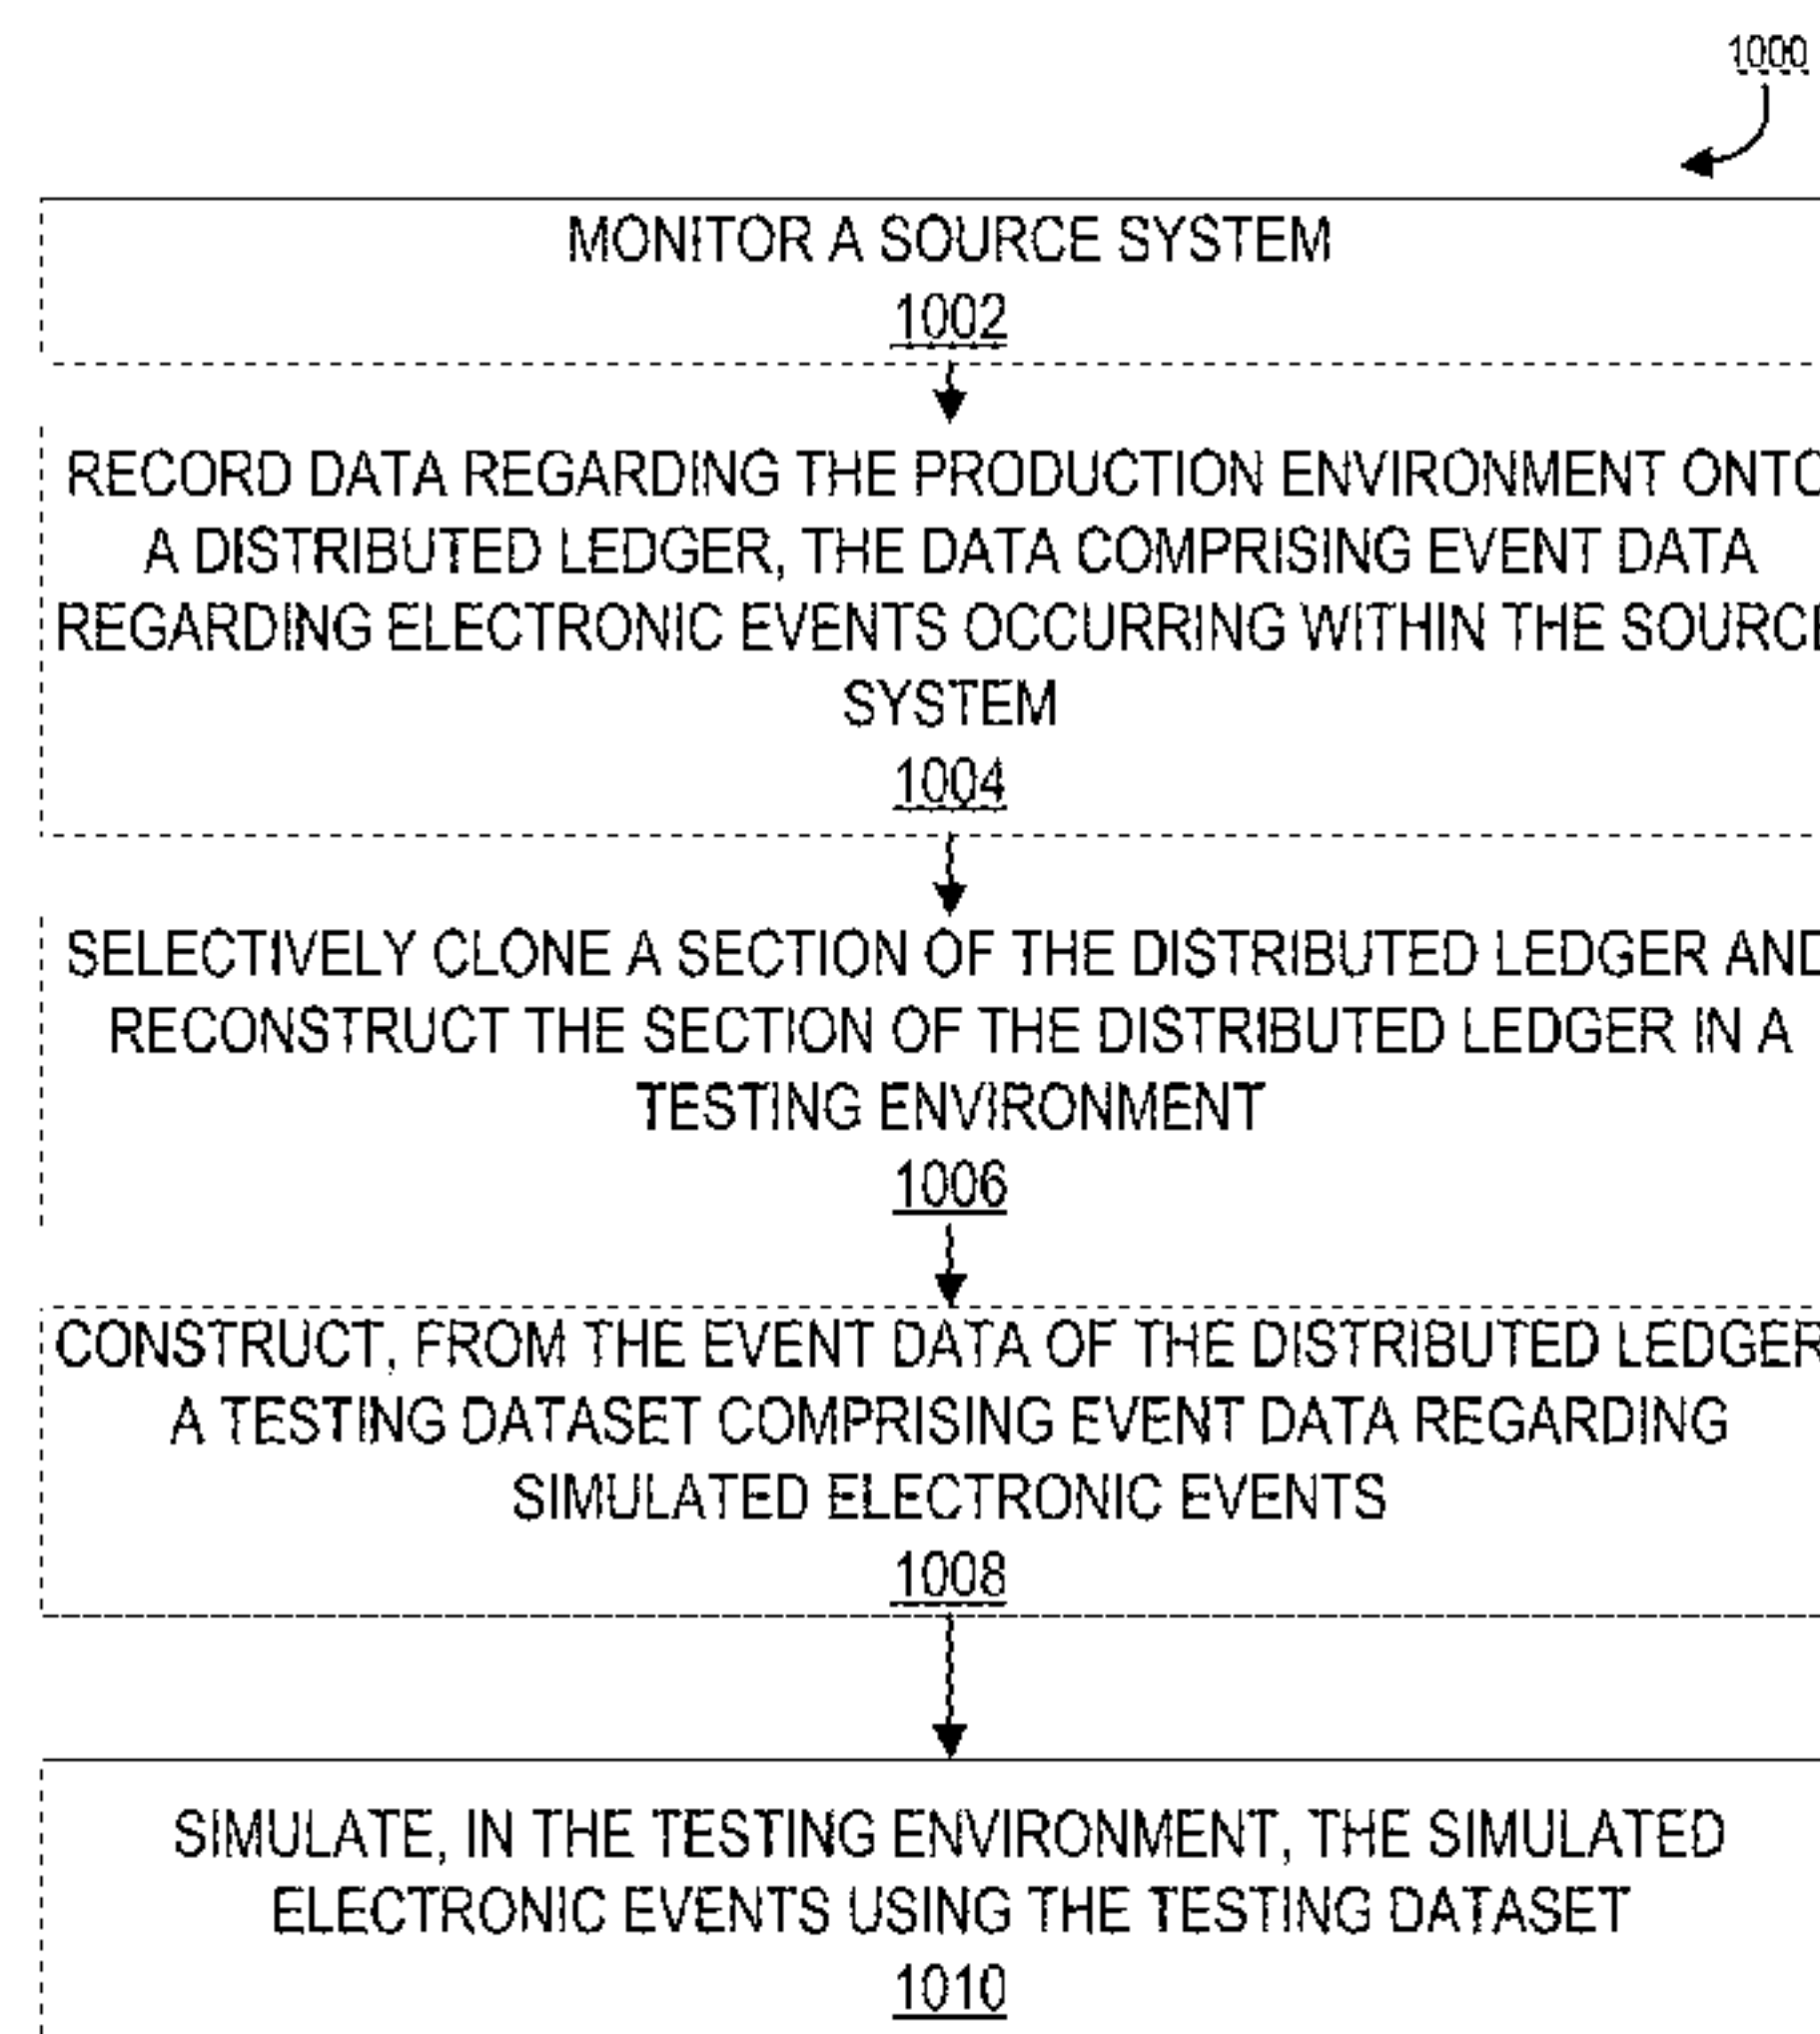 1000
MONITOR A SOURCE SYSTEM
1002
RECORD DATA REGARDING THE PRODUCTION ENVIRONMENT ONTO
A DISTRIBUTED LEDGER, THE DATA COMPRISING EVENT DATA
REGARDING ELECTRONIC EVENTS OCCURRING WITHIN THE SOURCE
SYSTEM
1004
SELECTIVELY CLONE A SECTION OF THE DISTRIBUTED LEDGER AND
RECONSTRUCT THE SECTION OF THE DISTRIBUTED LEDGER IN A
TESTING ENVIRONMENT
1006
CONSTRUCT, FROM THE EVENT DATA OF THE DISTRIBUTED LEDGER
A TESTING DATASET COMPRISING EVENT DATA REGARDING
SIMULATED ELECTRONIC EVENTS
1008
SIMULATE, IN THE TESTING ENVIRONMENT, THE SIMULATED
ELECTRONIC EVENTS USING THE TESTING DATASET
1010